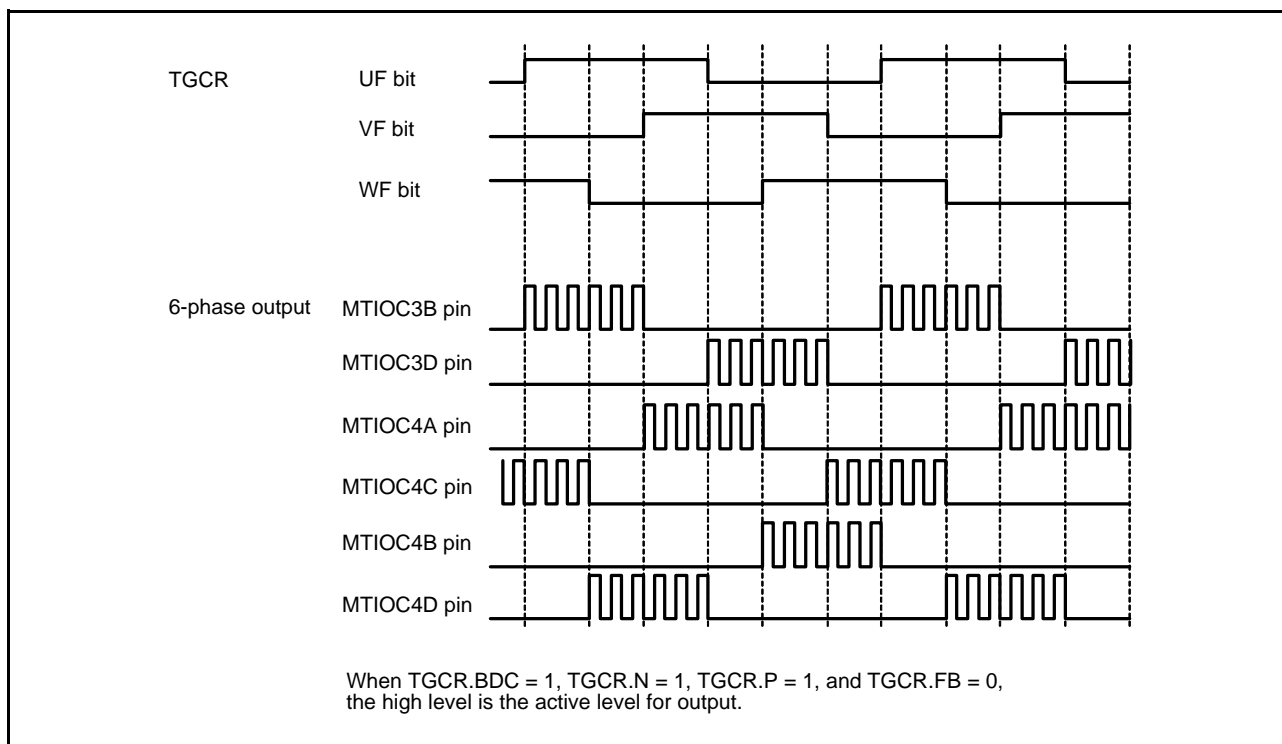 TGCR UF bit
VF bit
WF bit
6-phase output MTIOC3B pin
MTIOC3D pin
MTIOC4A pin
MTIOC4C pin
MTIOC4B pin
MTIOC4D pin
When TGCR.BDC = 1, TGCR.N = 1, TGCR.P = 1, and TGCR.FB = 0,
the high level is the active level for output.